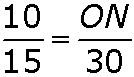 10/15 = ON/30